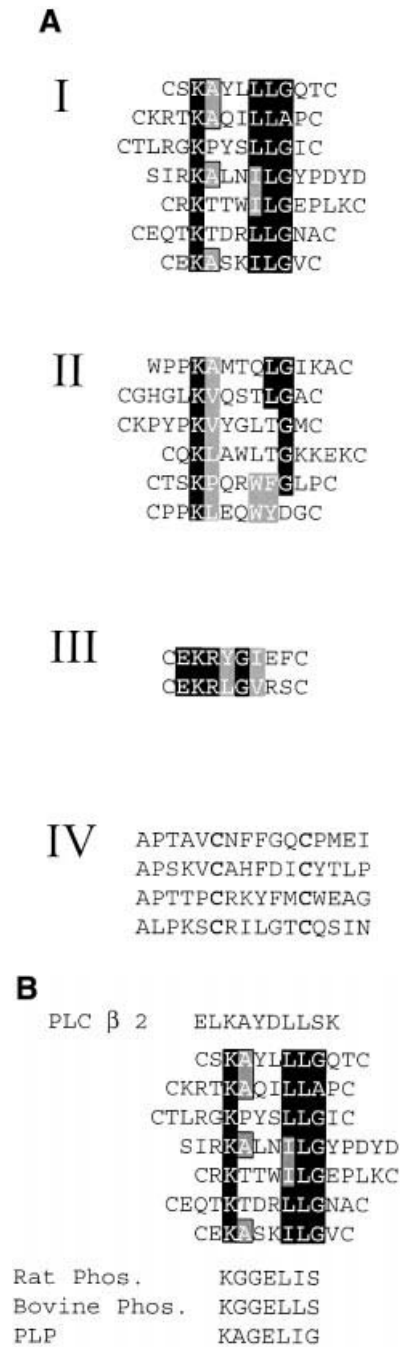 A
I
CSKAYLLLGQTC
CKRTKAQILLAPC
CTLRGKPYSLLGIC
SIRKALNILGYPDYD
CRKTTWILGEPLKC
CEQTKTDRLLGNAC
CEKASKILGVC
II
WPPKAMTQLGIKAC
CGHGLKVQSTLGAC
CKPYPKVYGLTGMC
CQKLAWLTGKKEKC
CTSKPQRWFGLPC
CPPKLEQWYDGC
III
CEKRYGIEFC
CEKRLGVRSC
IV
APTAVCNFFGQCPMEI
APSKVCAHFDICYTLP
APTTPCRKYFMCWEAG
ALPKSCRILGTCQSIN
B
PLC β 2 ELKAYDLLSK
CSKAYLLLGQTC
CKRTKAQILLAPC
CTLRGKPYSLLGIC
SIRKALNILGYPDYD
CRKTTWILGEPLKC
CEQTKTDRLLGNAC
CEKASKILGVC
Rat Phos. KGGELIS
Bovine Phos. KGGELLS
PLP KAGELIG